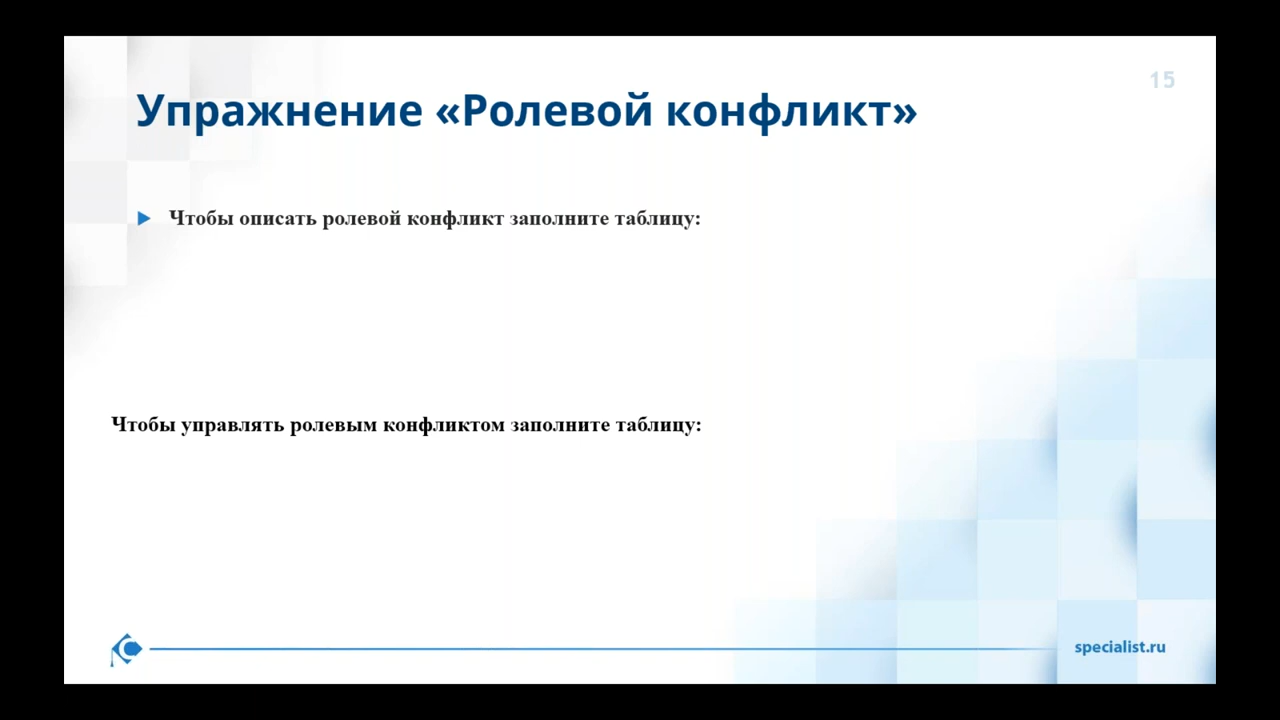 15
Упражнение «Ролевой конфликт»
Чтобы описать ролевой конфликт заполните таблицу:
Чтобы управлять ролевым конфликтом заполните таблицу:
specialist.ru